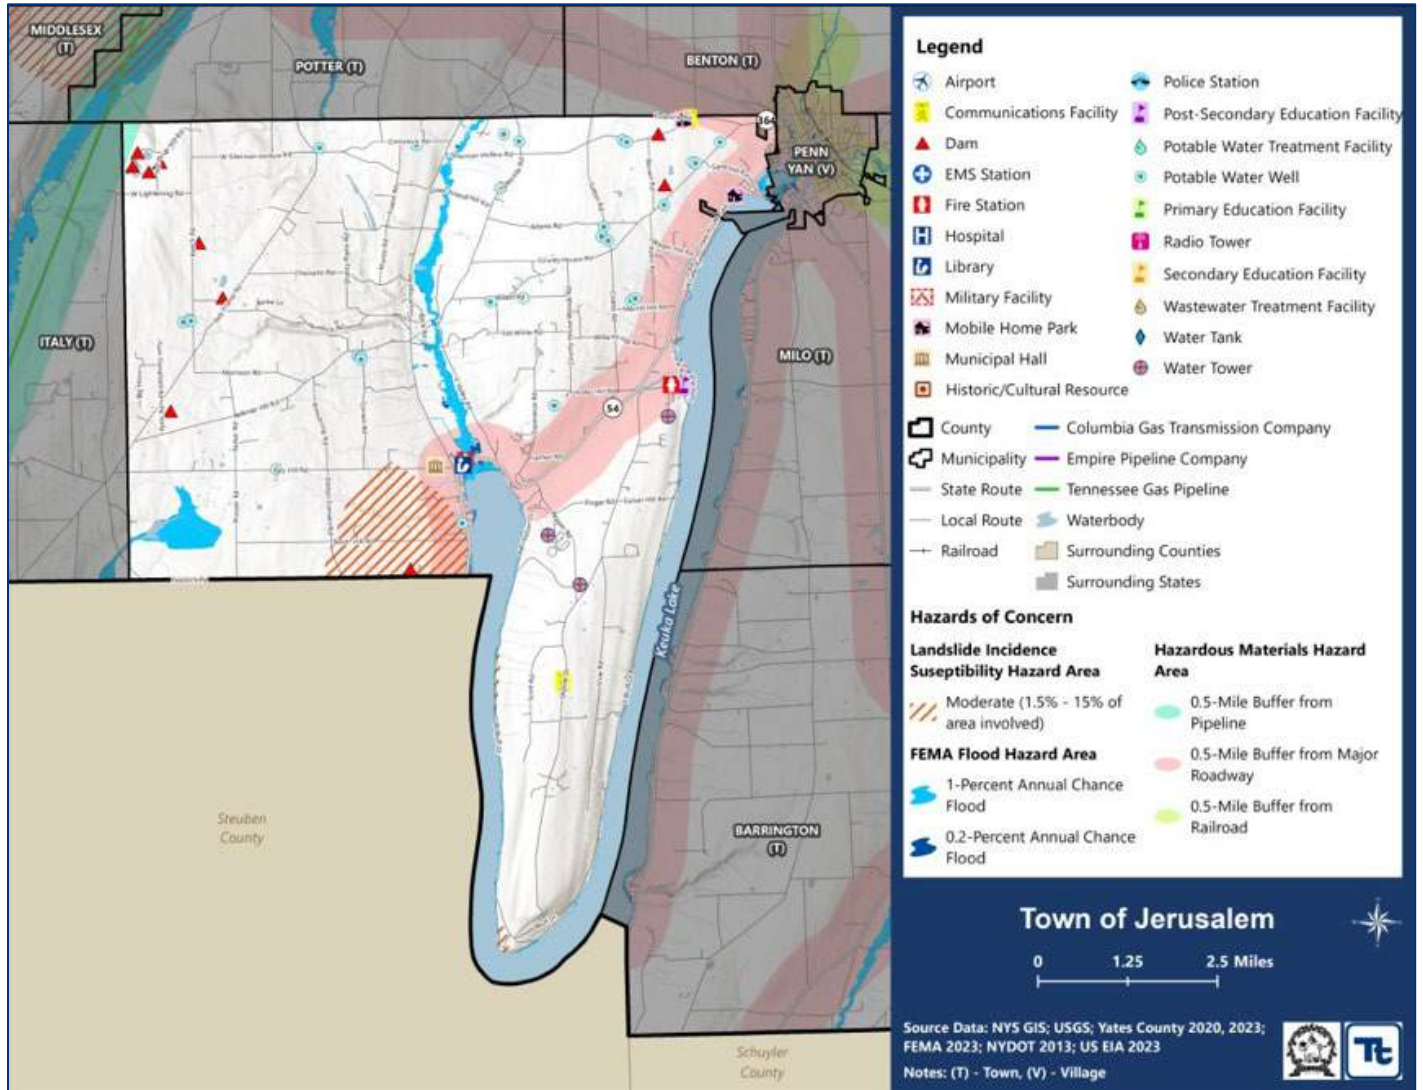 MIDDLESEX
(T)
POTTER (T)
BENTON (T)
364
PENN
YAN (V)
ITALY (T)
MILO (T)
54
Keuka Lake
BARRINGTON
(T)
Steuben
County
Schuyler
County
Legend
Airport
Communications Facility
Dam
EMS Station
Fire Station
Hospital
Library
Military Facility
Mobile Home Park
Municipal Hall
Historic/Cultural Resource
Police Station
Post-Secondary Education Facility
Potable Water Treatment Facility
Potable Water Well
Primary Education Facility
Radio Tower
Secondary Education Facility
Wastewater Treatment Facility
Water Tank
Water Tower
County
Municipality
State Route
Local Route
Railroad
Columbia Gas Transmission Company
Empire Pipeline Company
Tennessee Gas Pipeline
Waterbody
Surrounding Counties
Surrounding States
Hazards of Concern
Landslide Incidence
Suseptibility Hazard Area
Moderate (1.5% - 15% of
area involved)
FEMA Flood Hazard Area
1-Percent Annual Chance
Flood
0.2-Percent Annual Chance
Flood
Hazardous Materials Hazard
Area
0.5-Mile Buffer from
Pipeline
0.5-Mile Buffer from Major
Roadway
0.5-Mile Buffer from
Railroad
Town of Jerusalem
0 1.25 2.5 Miles
Source Data: NYS GIS; USGS; Yates County 2020, 2023;
FEMA 2023; NYDOT 2013; US EIA 2023
Notes: (T) - Town, (V) - Village
Tt